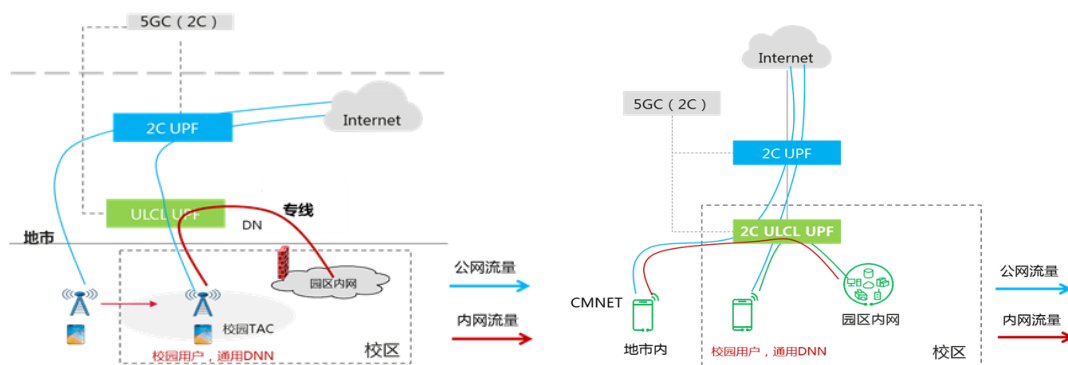 5GC（2C）
2C UPF
Internet
ULCL UPF
专线
DN
地市
园区内网
公网流量
校园TAC
内网流量
校园用户，通用DNN
校区
Internet
5GC（2C）
2C UPF
2C ULCL UPF
CMNET
园区内网
公网流量
内网流量
地市内
校园用户，通用DNN
校区